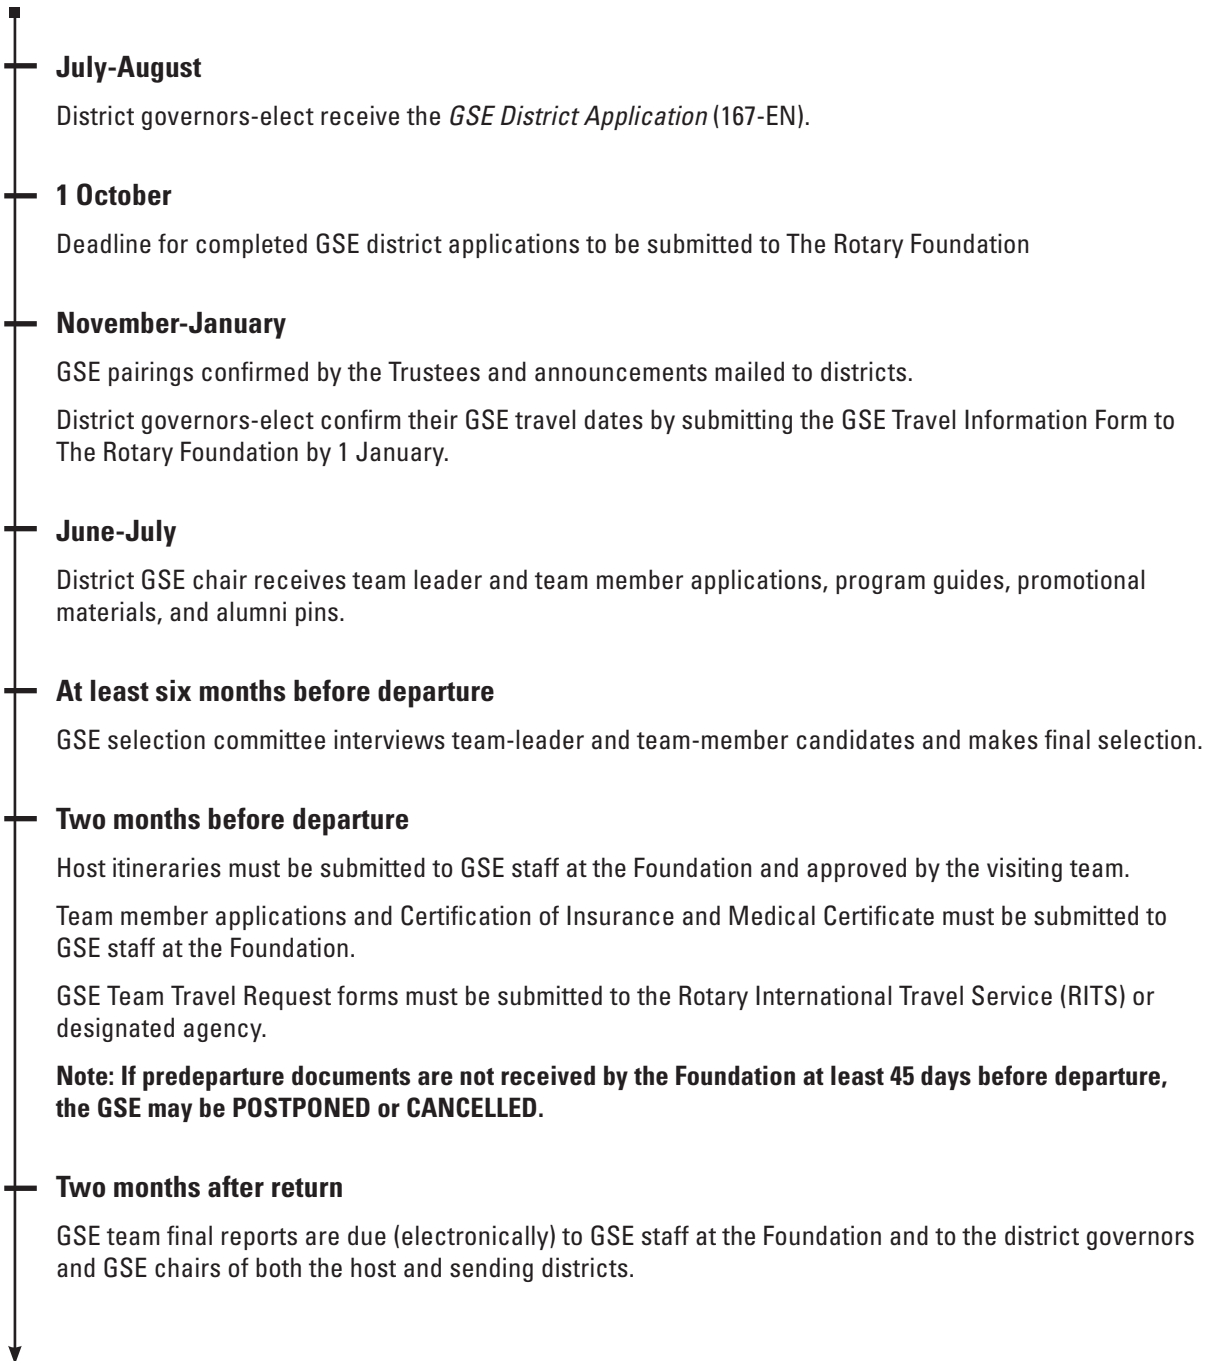 July-August
District governors-elect receive the GSE District Application (167-EN).
1 October
Deadline for completed GSE district applications to be submitted to The Rotary Foundation
November-January
GSE pairings confirmed by the Trustees and announcements mailed to districts.
District governors-elect confirm their GSE travel dates by submitting the GSE Travel Information Form to
The Rotary Foundation by 1 January.
June-July
District GSE chair receives team leader and team member applications, program guides, promotional
materials, and alumni pins.
At least six months before departure
GSE selection committee interviews team-leader and team-member candidates and makes final selection.
Two months before departure
Host itineraries must be submitted to GSE staff at the Foundation and approved by the visiting team.
Team member applications and Certification of Insurance and Medical Certificate must be submitted to
GSE staff at the Foundation.
GSE Team Travel Request forms must be submitted to the Rotary International Travel Service (RITS) or
designated agency.
Note: If predeparture documents are not received by the Foundation at least 45 days before departure,
the GSE may be POSTPONED or CANCELLED.
Two months after return
GSE team final reports are due (electronically) to GSE staff at the Foundation and to the district governors
and GSE chairs of both the host and sending districts.